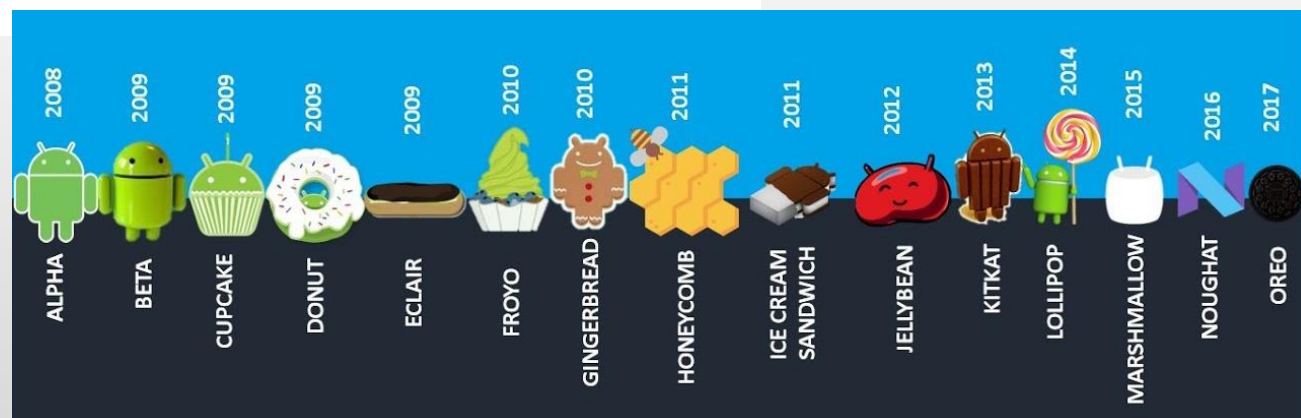 2008
2009
2009
2009
2009
2010
2010
2011
2011
2012
2013
2014
2015
2016
2017
ALPHA
BETA
CUPCAKE
DONUT
ECLAIR
FROYO
GINGERBREAD
HONEYCOMB
ICE CREAM
SANDWICH
JELLYBEAN
KITKAT
LOLLIPOP
MARSHMALLOW
NOUGHAT
OREO